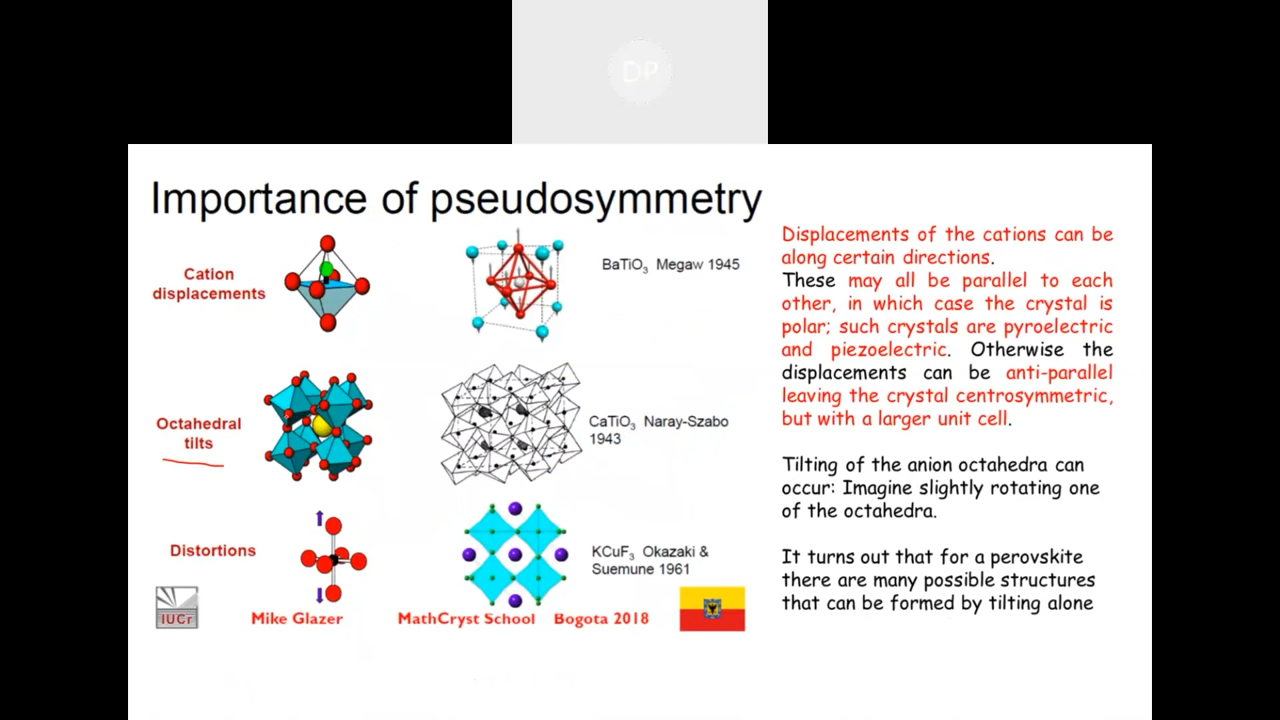 DP
Importance of pseudosymmetry
Cation
displacements
BaTiO₃ Megaw 1945
Octahedral
tilts
CaTiO₃ Naray-Szabo
1943
Distortions
KCuF₃ Okazaki &
Suemune 1961
IUCr
Mike Glazer
MathCryst School
Bogota 2018
Displacements of the cations can be
along certain directions.
These may all be parallel to each
other, in which case the crystal is
polar; such crystals are pyroelectric
and piezoelectric. Otherwise the
displacements can be anti-parallel
leaving the crystal centrosymmetric,
but with a larger unit cell.
Tilting of the anion octahedra can
occur: Imagine slightly rotating one
of the octahedra.
It turns out that for a perovskite
there are many possible structures
that can be formed by tilting alone